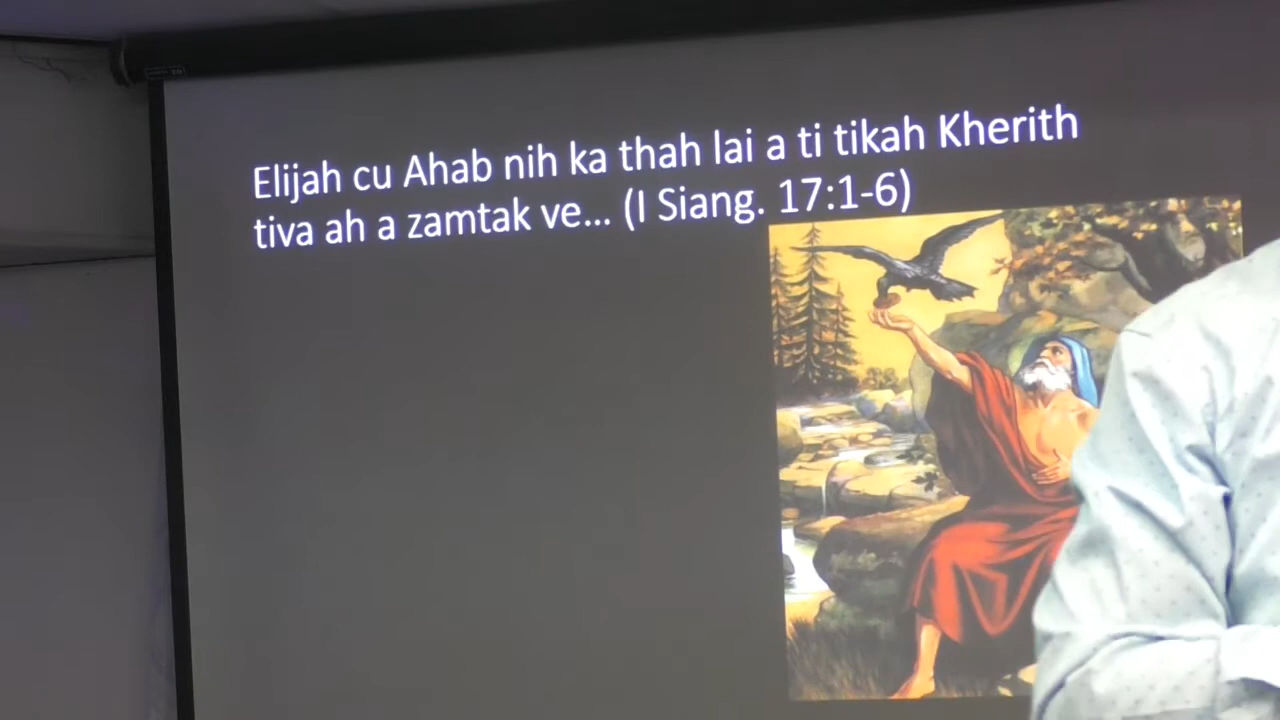 Elijah cu Ahab nih ka thah lai a ti tikah Kherith
tiva ah a zamtak ve... (I Siang. 17:1-6)